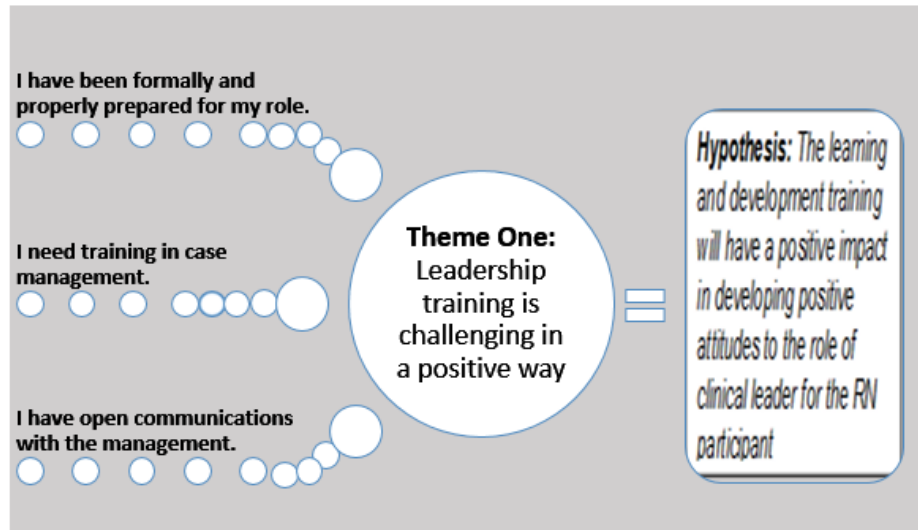 I have been formally and
properly prepared for my role.
I need training in case
management.
I have open communications
with the management.
Theme One:
Leadership
training is
challenging in
a positive way
Hypothesis: The learning
and development training
will have a positive impact
in developing positive
attitudes to the role of
clinical leader for the RN
participant